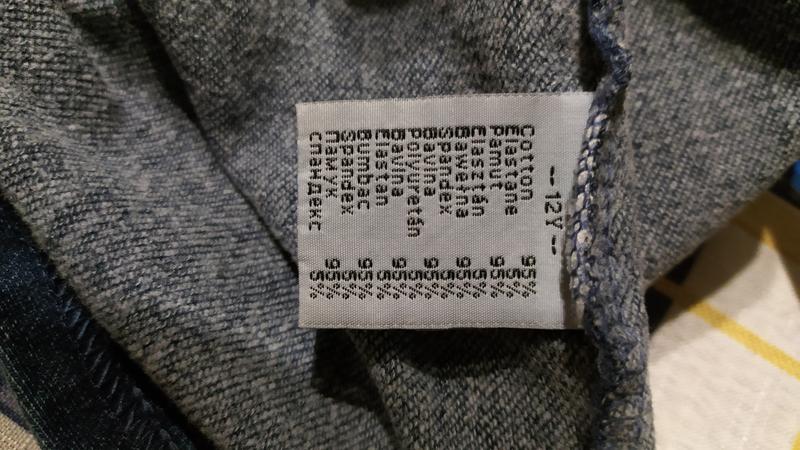 --12Y--
Cotton 95%
Elastane 5%
Pamut 95%
Elasztán 5%
Bawełna 95%
Spandex 5%
Bavlna 95%
Polyuretán 5%
Bavlna 95%
Elastan 5%
Bumbac 95%
Spandex 5%
Памук 95%
спандекс 5%